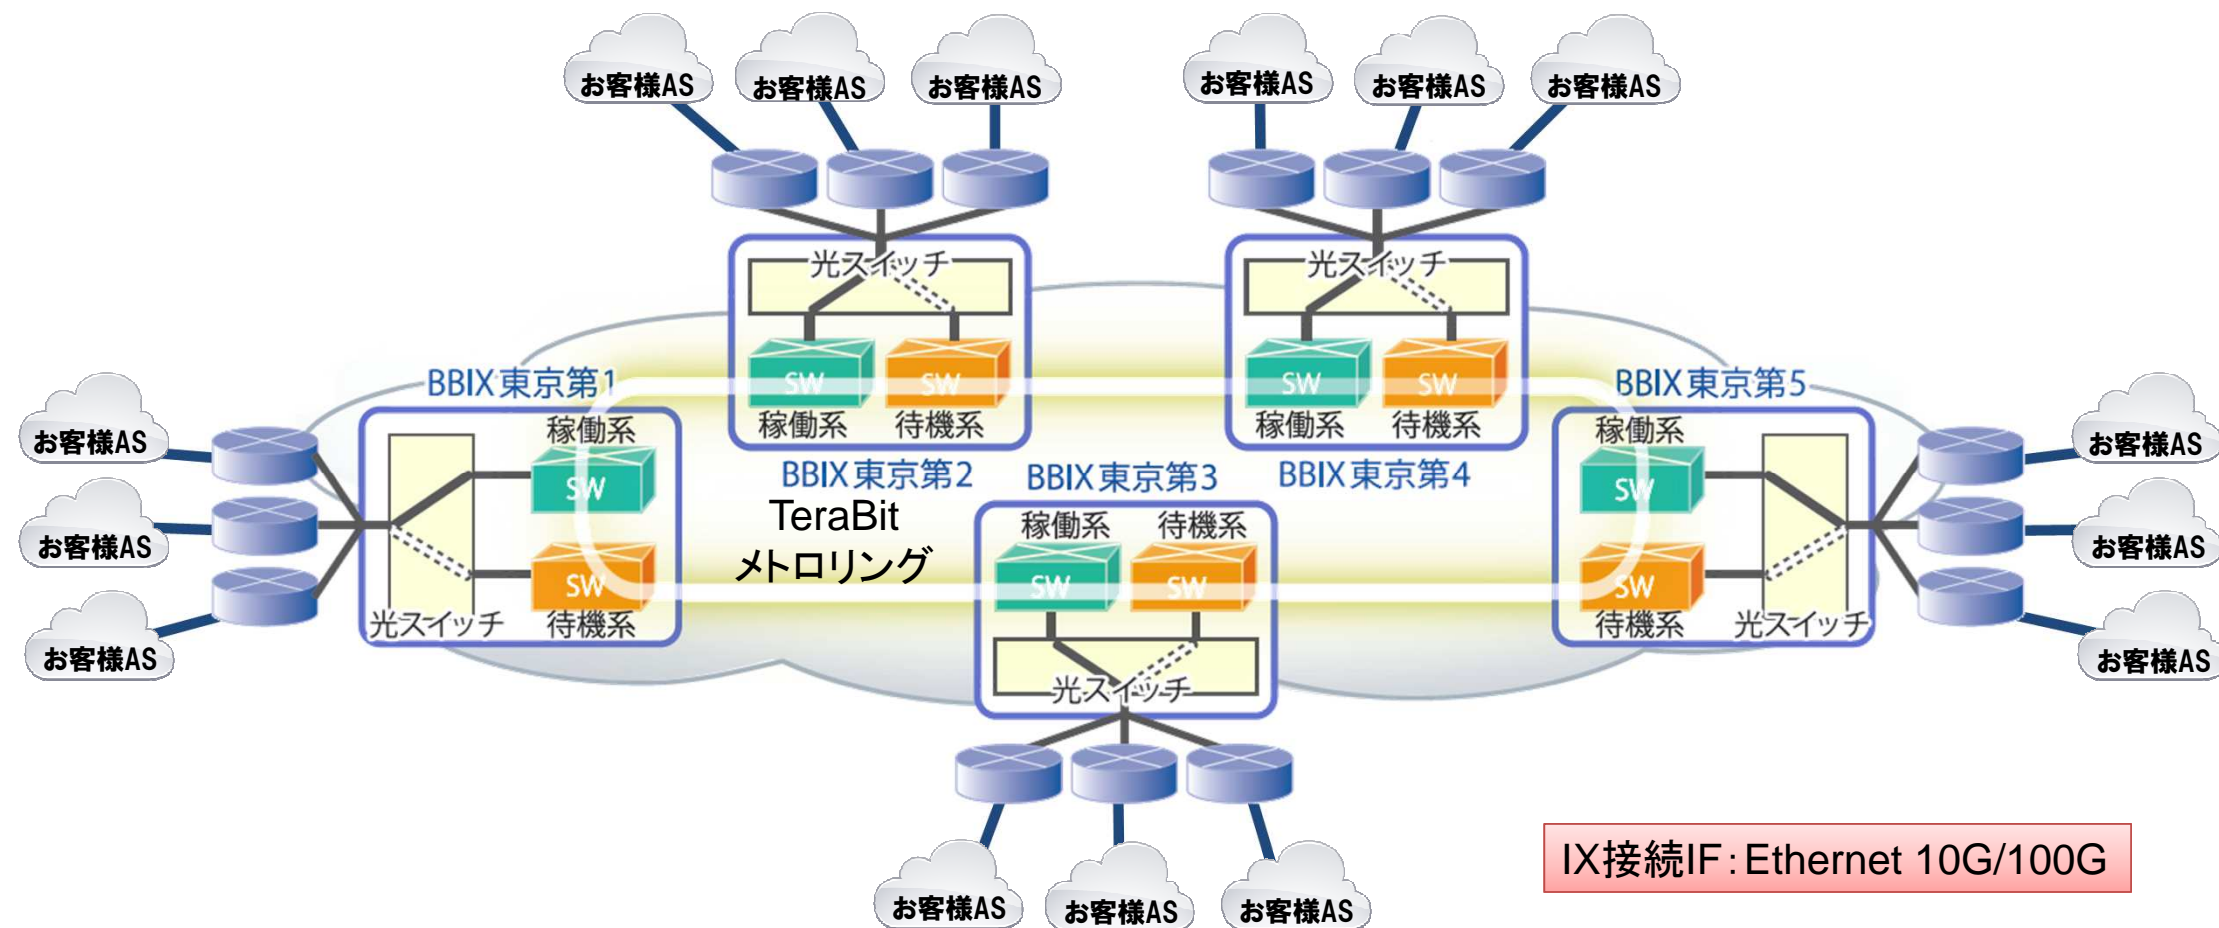 お客様AS
お客様AS
お客様AS
お客様AS
お客様AS
お客様AS
光スイッチ
光スイッチ
SW
SW
稼働系
待機系
SW
SW
稼働系
待機系
BBIX東京第1
BBIX東京第2
BBIX東京第3
BBIX東京第4
BBIX東京第5
お客様AS
お客様AS
お客様AS
稼働系
SW
SW
待機系
光スイッチ
TeraBit
メトロリング
稼働系
待機系
SW
SW
光スイッチ
稼働系
SW
SW
待機系
光スイッチ
お客様AS
お客様AS
お客様AS
お客様AS
お客様AS
お客様AS
IX接続IF：Ethernet 10G/100G